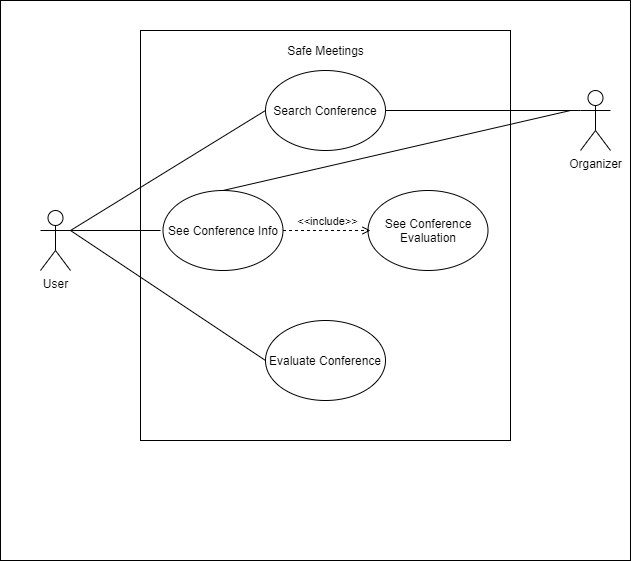 Safe Meetings
Search Conference
Organizer
See Conference Info
<<include>>
See Conference
Evaluation
User
Evaluate Conference